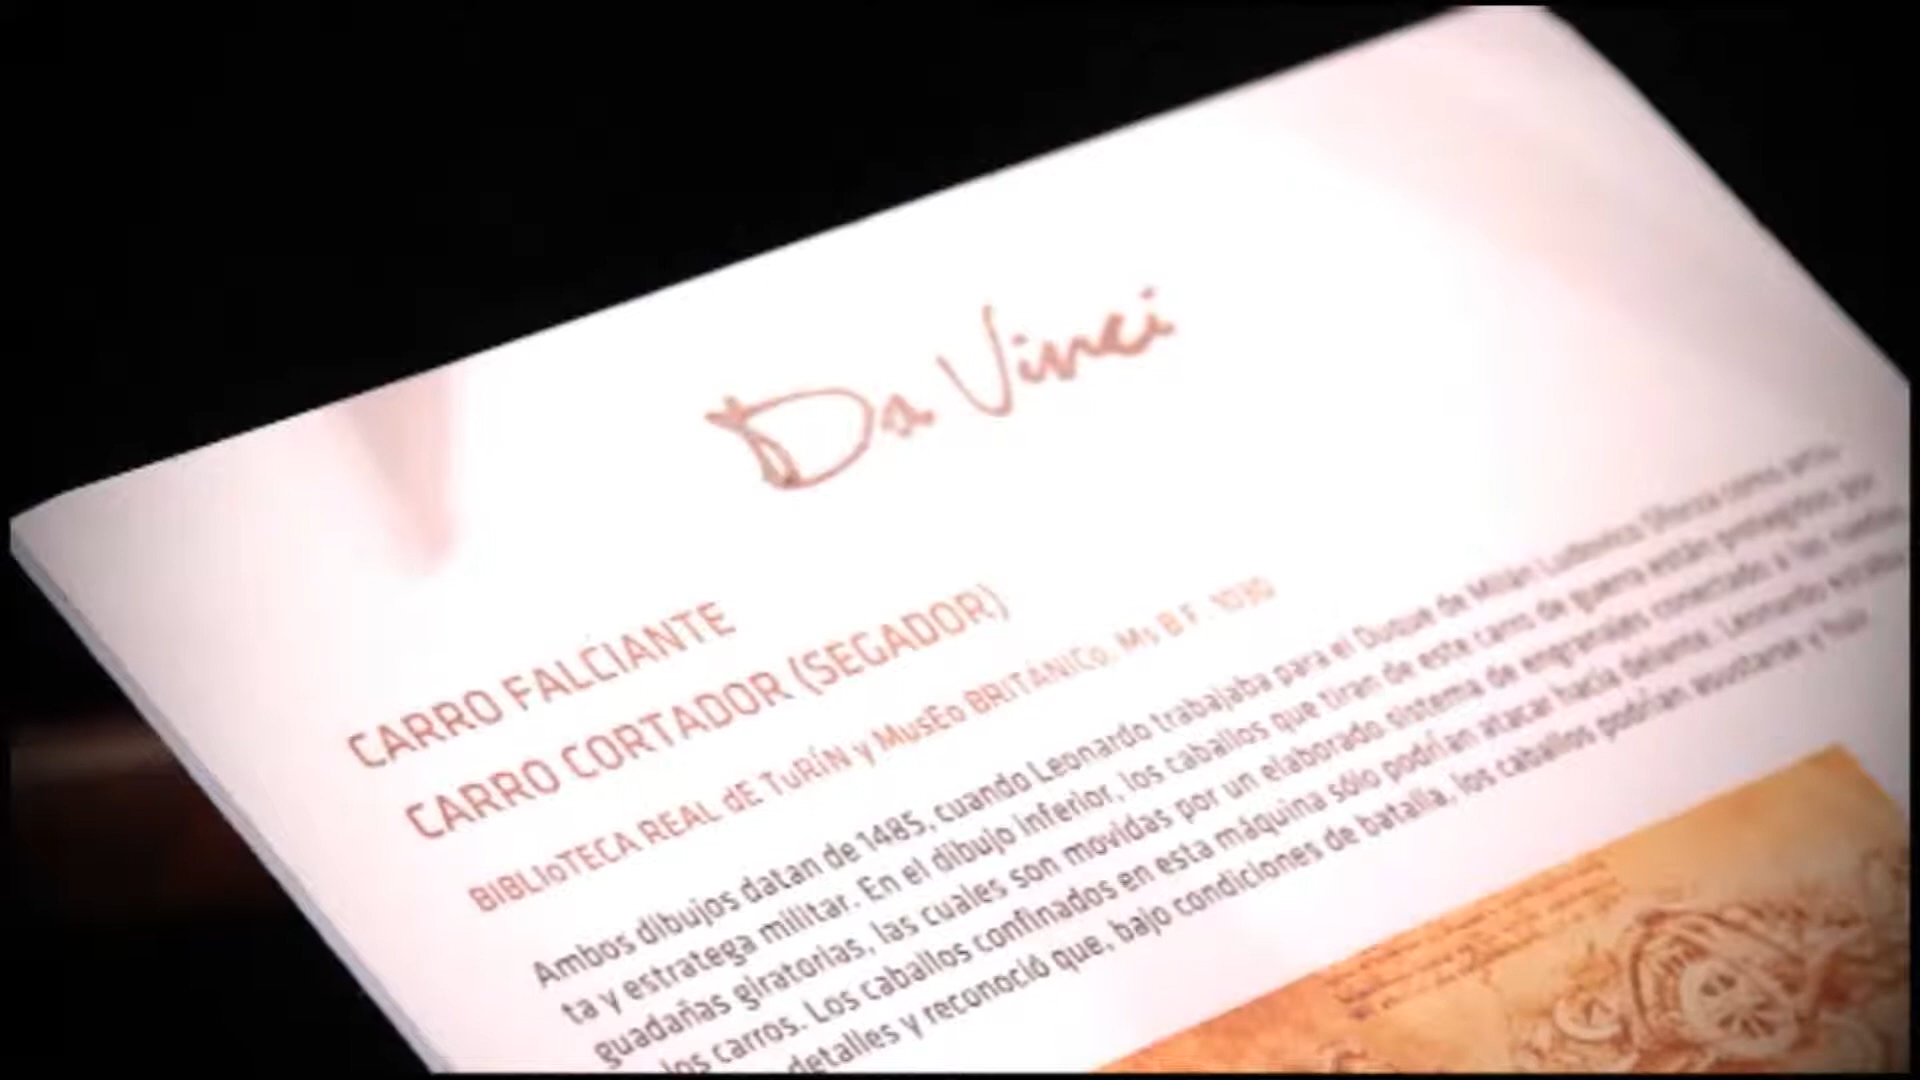 Da Vinci
CARRO FALCIANTE
CARRO CORTADOR (SEGADOR)
BIBLIoTECA REAL dE TuRÍN y MusEo BRITÁNICo, Ms B F. 1030
Ambos dibujos datan de 1485, cuando Leonardo trabajaba para el Duque de Milán Ludovico Sforza como artis-
ta y estratega militar. En el dibujo inferior, los caballos que tiran de este carro de guerra están protegidos por
guadañas giratorias, las cuales son movidas por un elaborado sistema de engranajes conectado a las
los carros. Los caballos confinados en esta máquina sólo podrían atacar hacia delante. Leonardo
detalles y reconoció que, bajo condiciones de batalla, los caballos podrían asustarse y huir